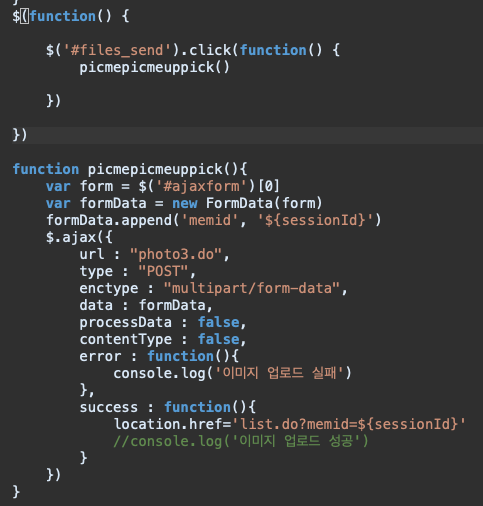 $(function() {
$('#files_send').click(function() {
picmepicmeuppick()
})
})
function picmepicmeuppick(){
var form = $('#ajaxform')[0]
var formData = new FormData(form)
formData.append('memid', '${sessionId}')
$.ajax({
url : "photo3.do",
type : "POST",
enctype : "multipart/form-data",
data : formData,
processData : false,
contentType : false,
error : function(){
console.log('이미지 업로드 실패')
},
success : function(){
location.href='list.do?memid=${sessionId}'
//console.log('이미지 업로드 성공')
}
})
}